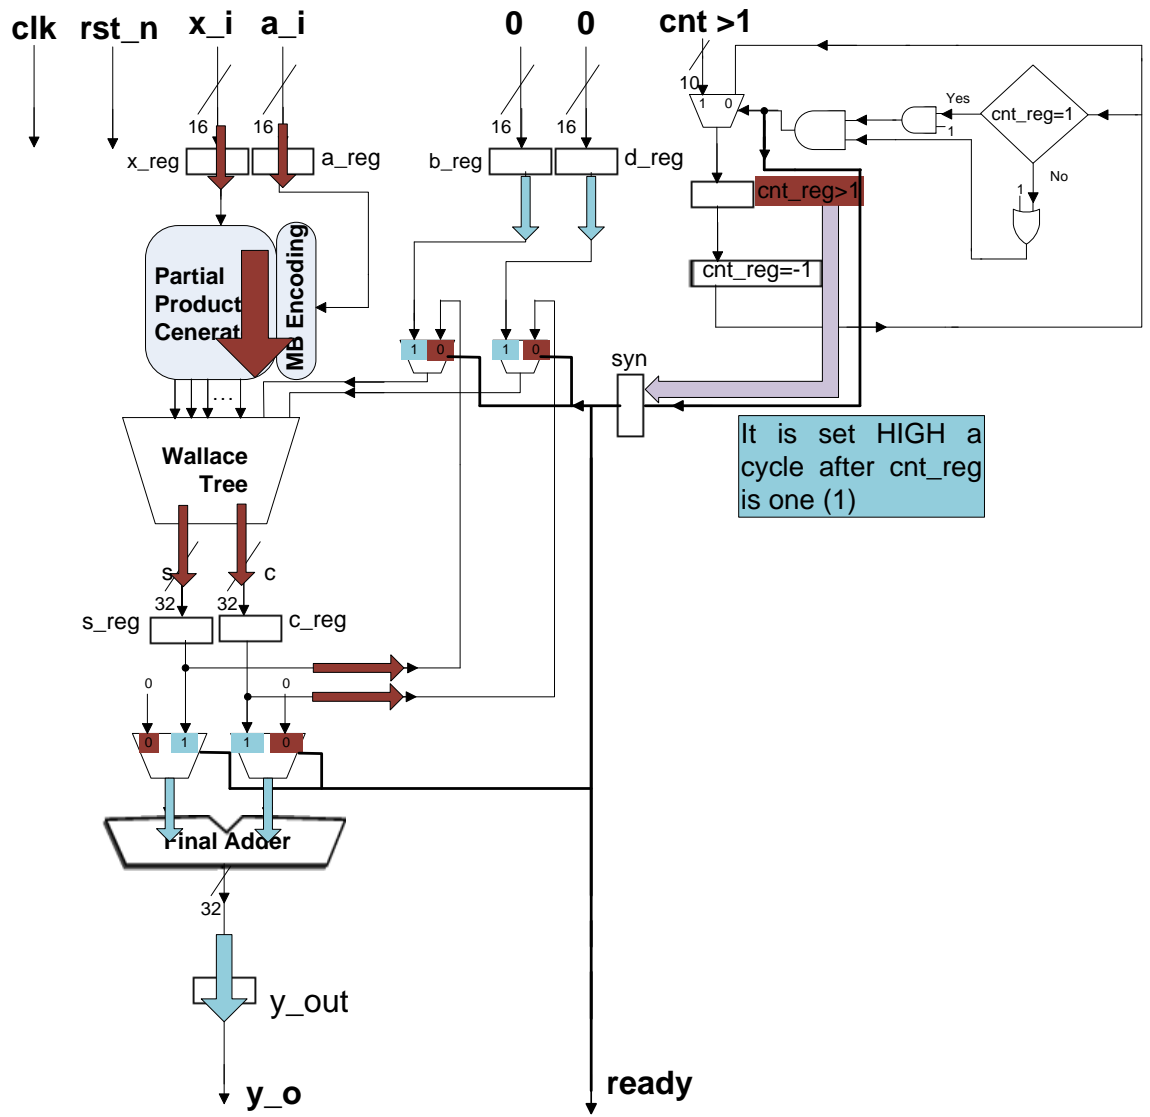 clk rst_n x_i a_i 0 0 cnt >1
16 16 16 16 10
1 0
cnt_reg=1
Yes
1
No
1
x_reg a_reg b_reg d_reg
cnt_reg>1
cnt_reg=-1
Partial
Product
Cenerat
MB Encoding
1 0 1 0
syn
...
Wallace
Tree
It is set HIGH a
cycle after cnt_reg
is one (1)
s c
32 32
s_reg c_reg
0 0
0 1 1 0
Final Adder
32
y_out
y_o
ready